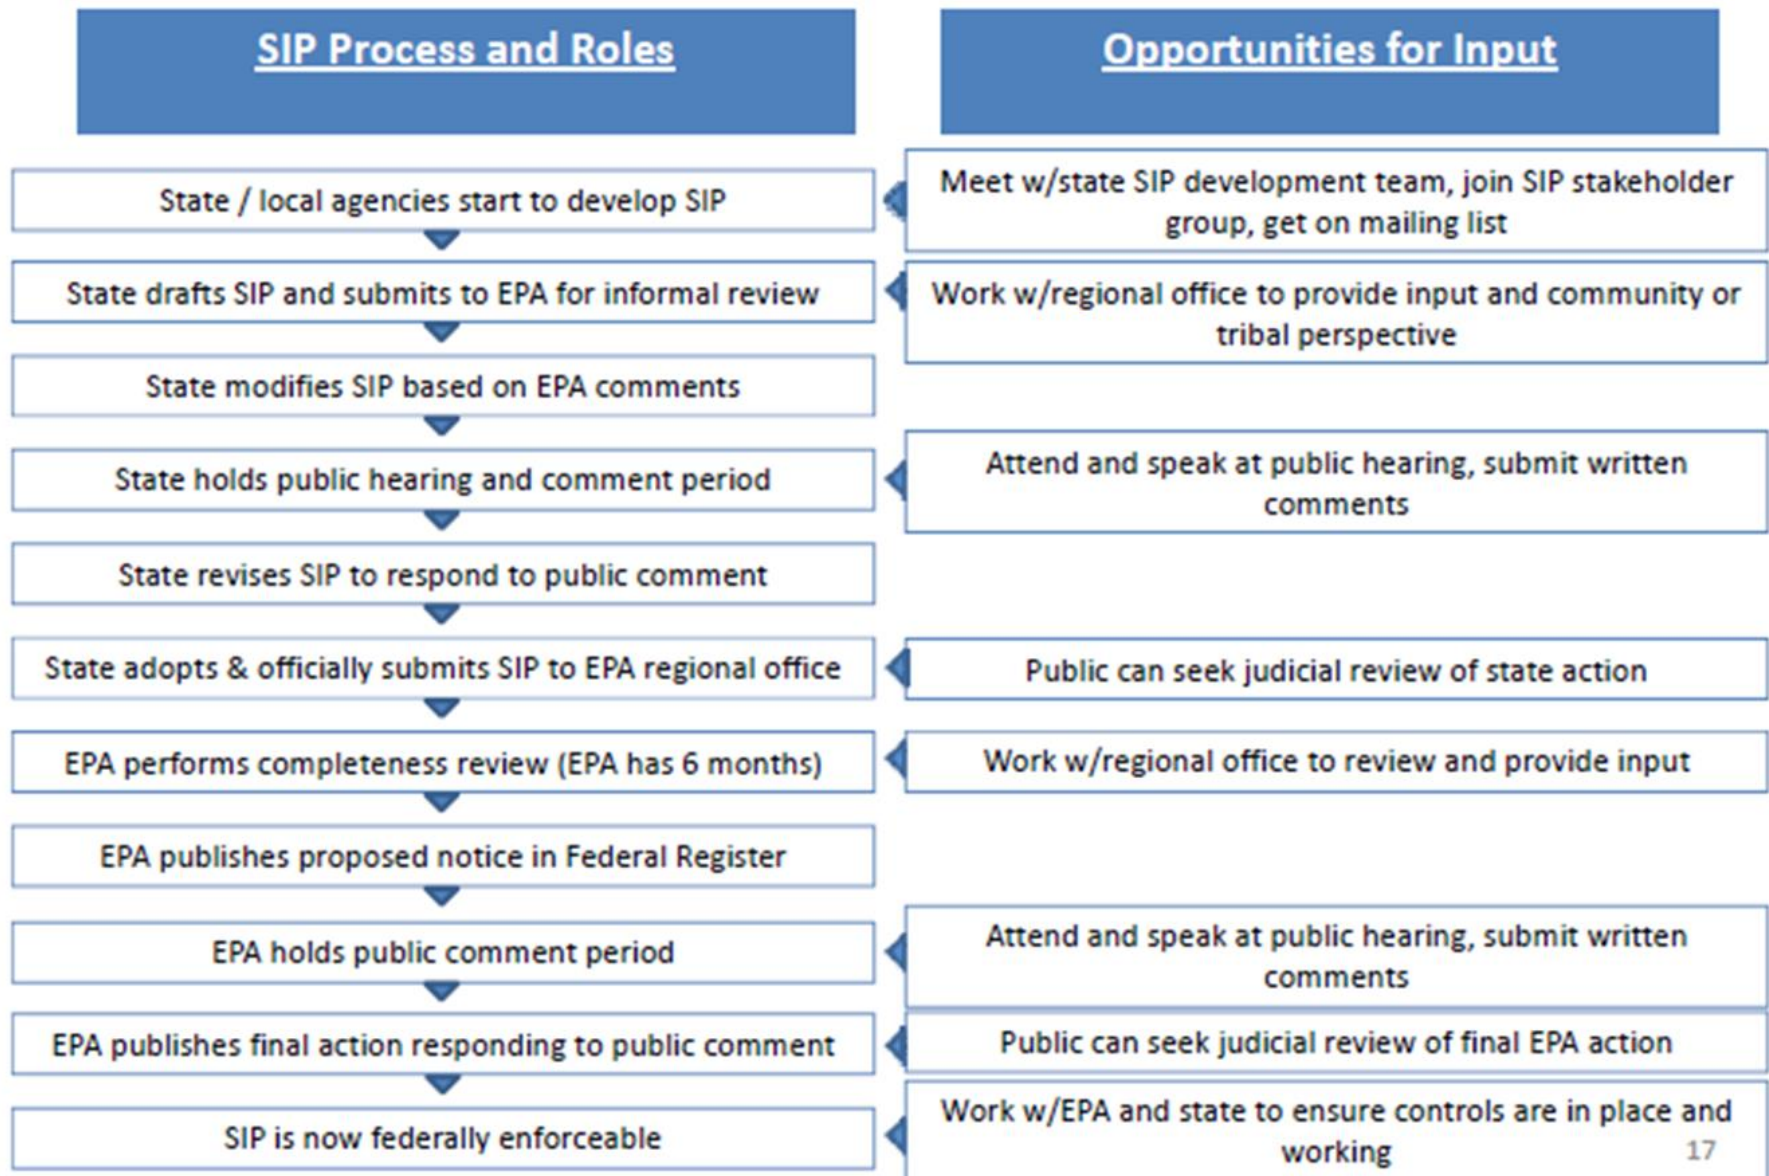 SIP Process and Roles
Opportunities for Input
State / local agencies start to develop SIP
Meet w/state SIP development team, join SIP stakeholder
group, get on mailing list
State drafts SIP and submits to EPA for informal review
Work w/regional office to provide input and community or
tribal perspective
State modifies SIP based on EPA comments
State holds public hearing and comment period
Attend and speak at public hearing, submit written
comments
State revises SIP to respond to public comment
State adopts & officially submits SIP to EPA regional office
Public can seek judicial review of state action
EPA performs completeness review (EPA has 6 months)
Work w/regional office to review and provide input
EPA publishes proposed notice in Federal Register
EPA holds public comment period
Attend and speak at public hearing, submit written
comments
EPA publishes final action responding to public comment
Public can seek judicial review of final EPA action
SIP is now federally enforceable
Work w/EPA and state to ensure controls are in place and
working
17